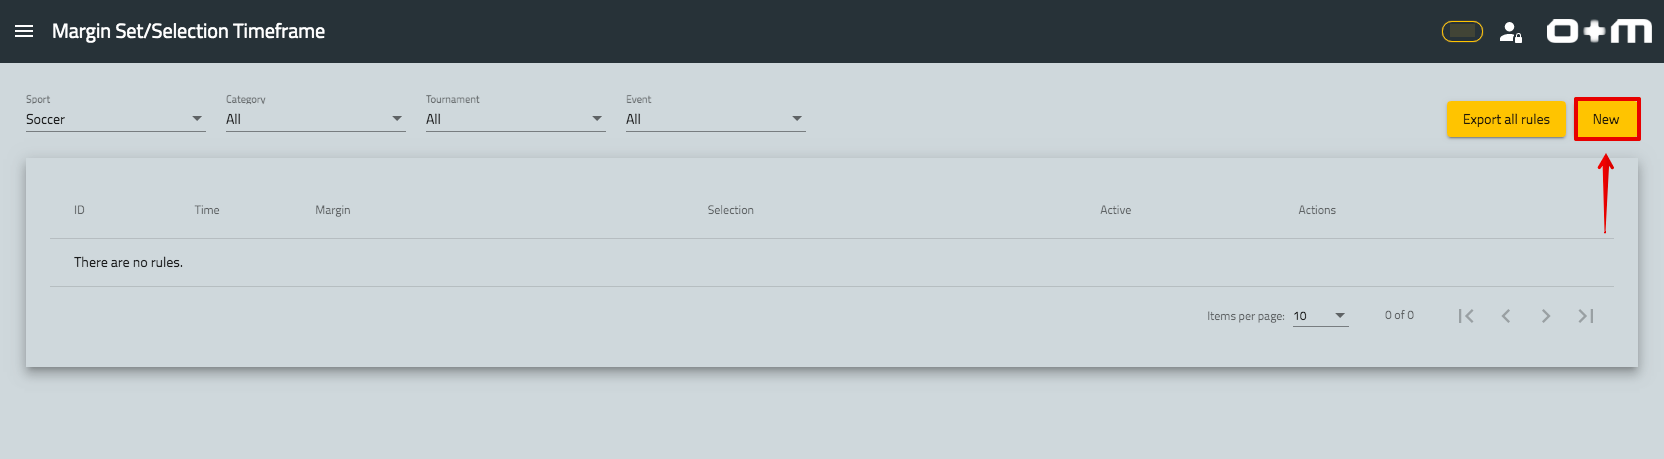 Margin Set/Selection Timeframe
o+m
Sport Category Tournament Event
Soccer All All All
Export all rules New
ID Time Margin Selection Active Actions
There are no rules.
Items per page: 10 0 of 0